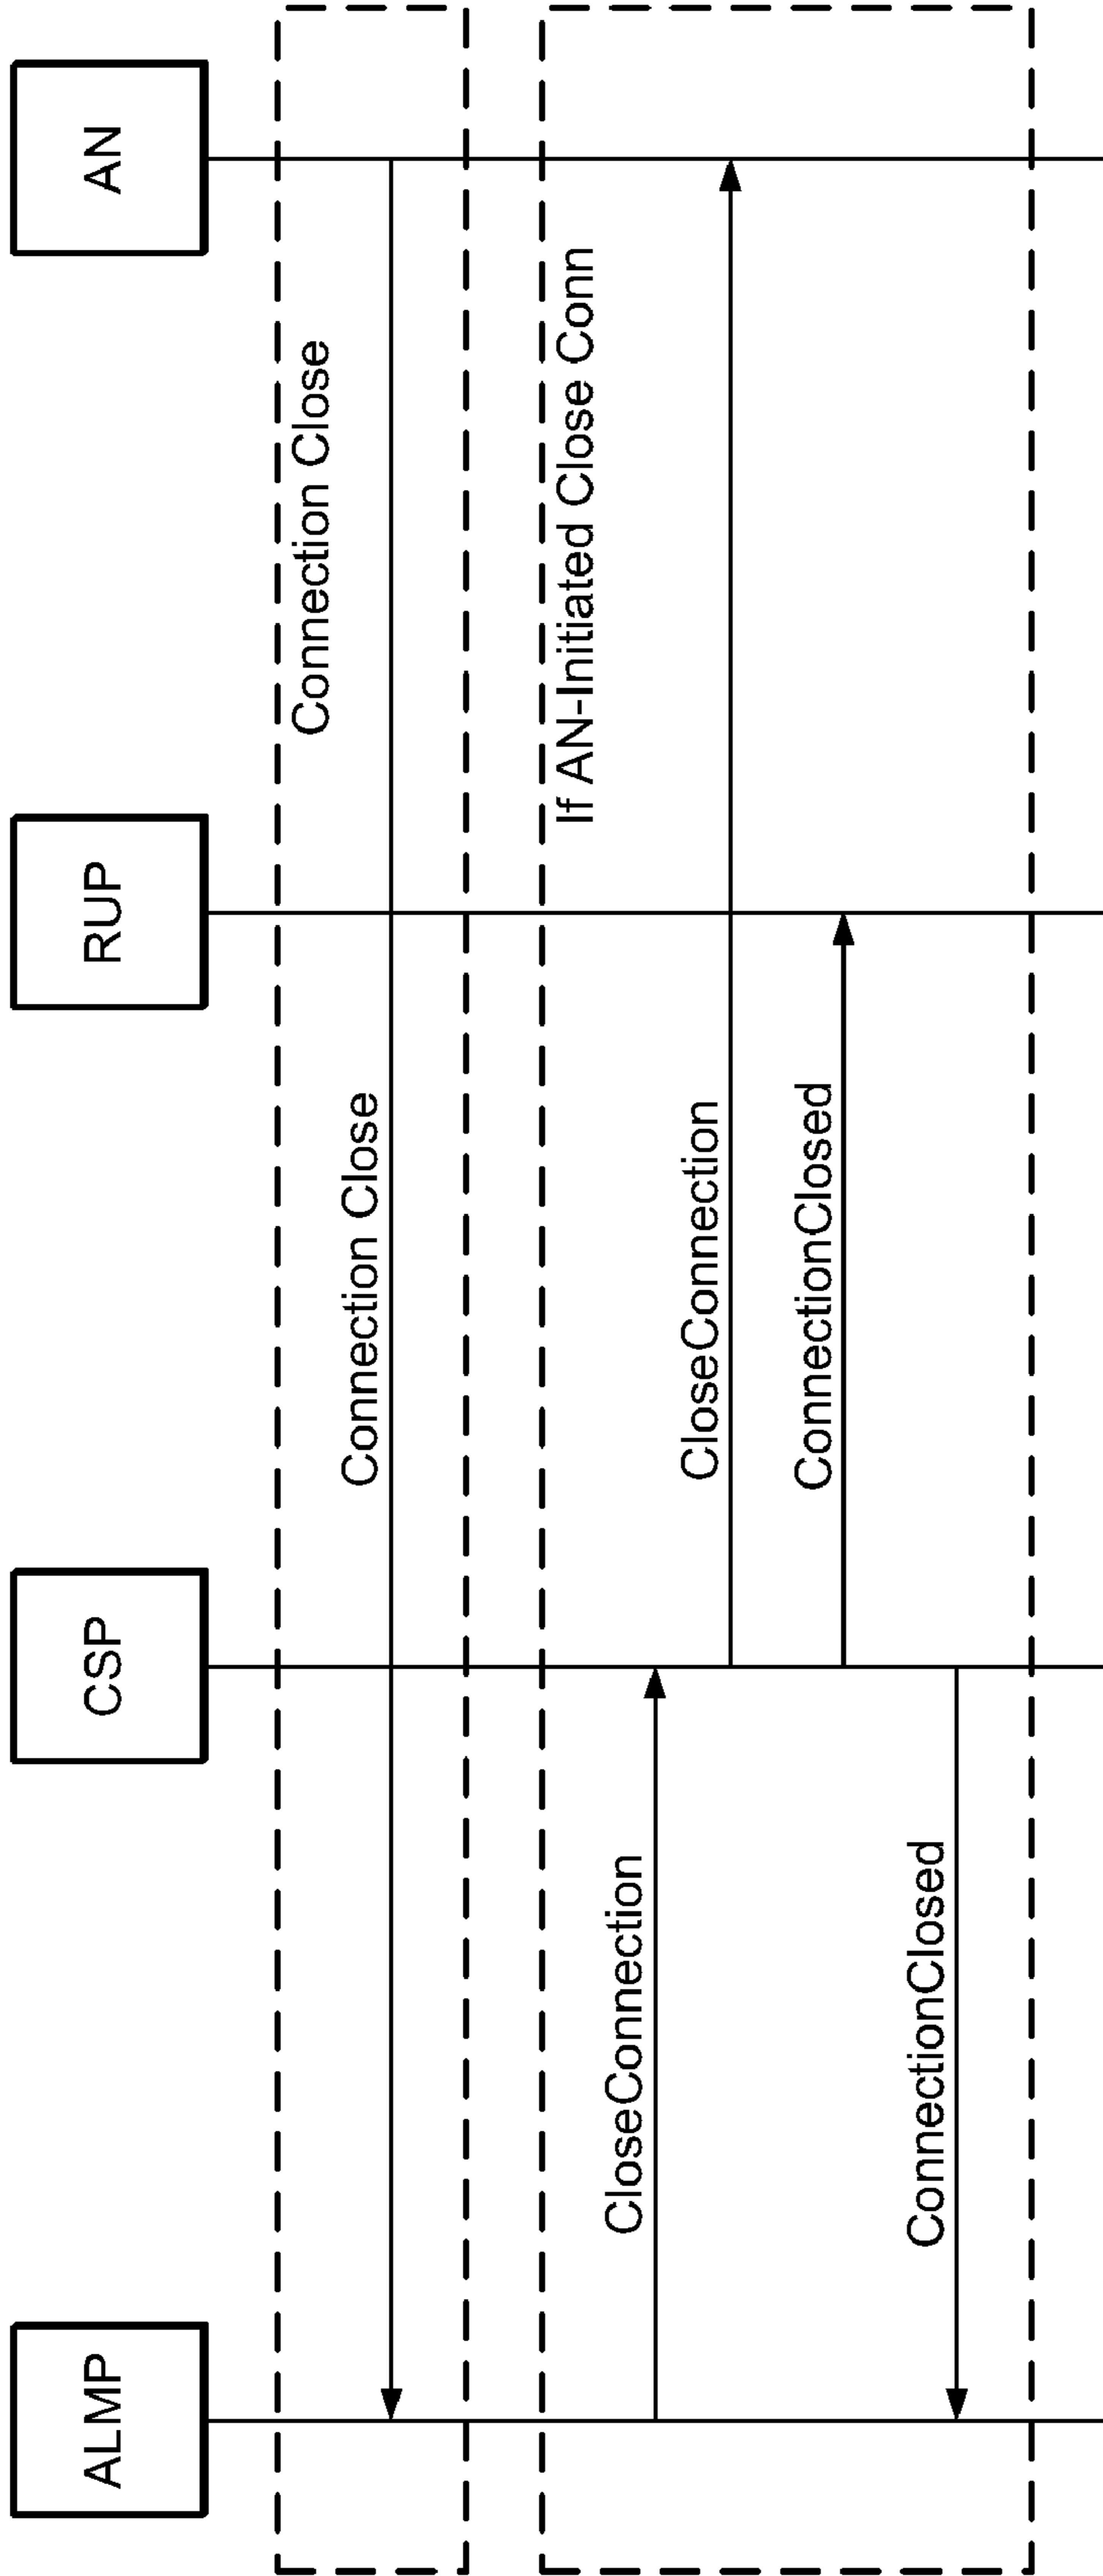 ALMP
CSP
RUP
AN
Connection Close
Connection Close
If AN-Initiated Close Conn
CloseConnection
CloseConnection
ConnectionClosed
ConnectionClosed